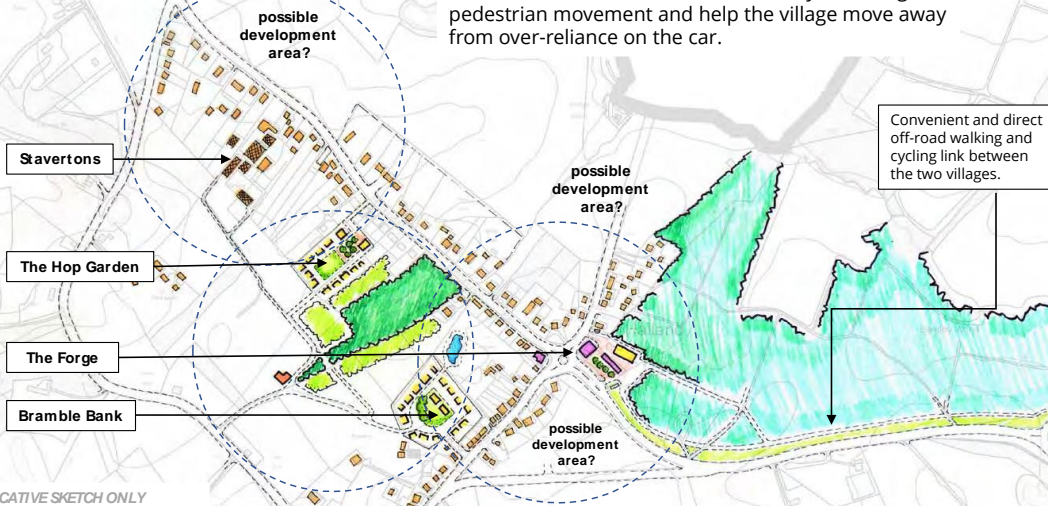 pedestrian movement and help the village move away
from over-reliance on the car.
possible
development
area?
Convenient and direct
off-road walking and
cycling link between
the two villages.
Stavertons
possible
development
area?
The Hop Garden
Halland
The Forge
Bramble Bank
possible
development
area?
CATIVE SKETCH ONLY